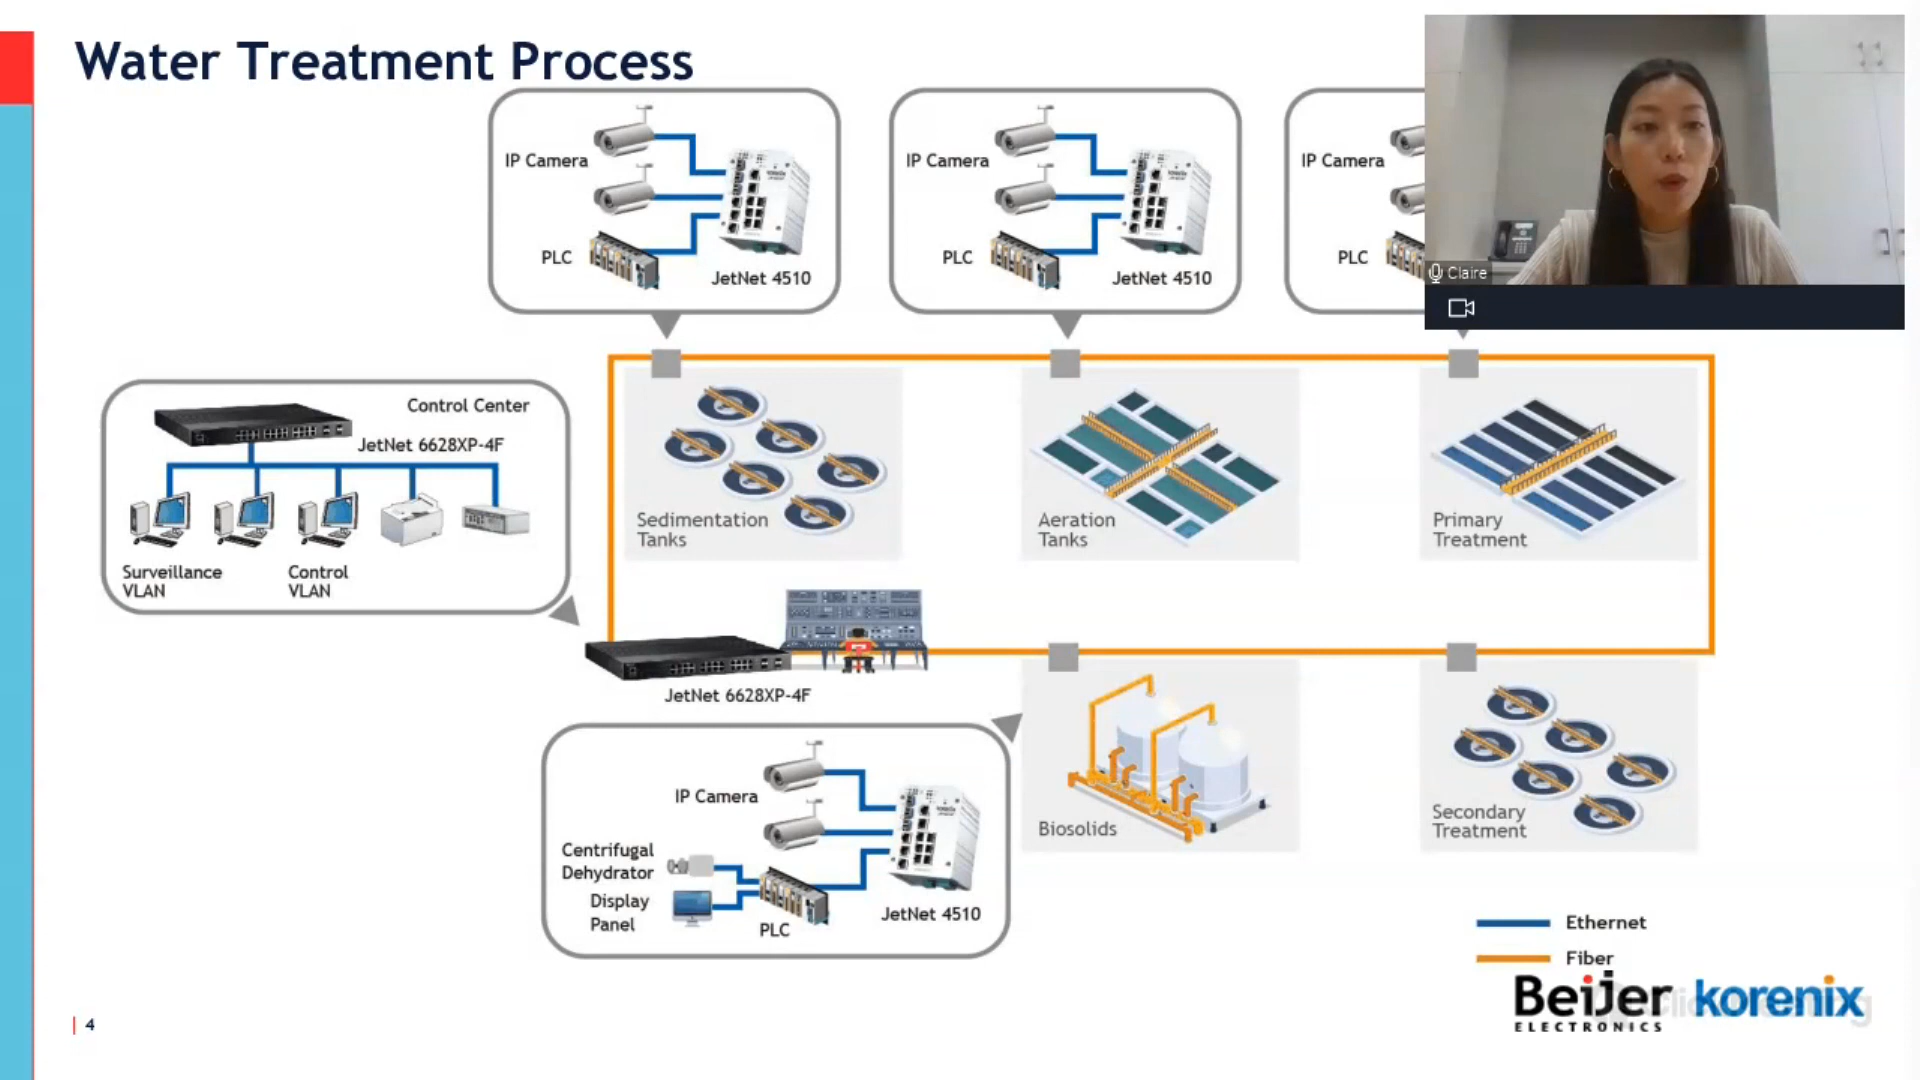 Water Treatment Process
IP Camera
PLC
JetNet 4510
IP Camera
PLC
JetNet 4510
IP Camera
PLC
Claire
Control Center
JetNet 6628XP-4F
Surveillance
VLAN
Control
VLAN
Sedimentation
Tanks
Aeration
Tanks
Primary
Treatment
JetNet 6628XP-4F
IP Camera
Centrifugal
Dehydrator
Display
Panel
PLC
JetNet 4510
Biosolids
Secondary
Treatment
Ethernet
Fiber
BeiJer
ELECTRONICS
korenix
4